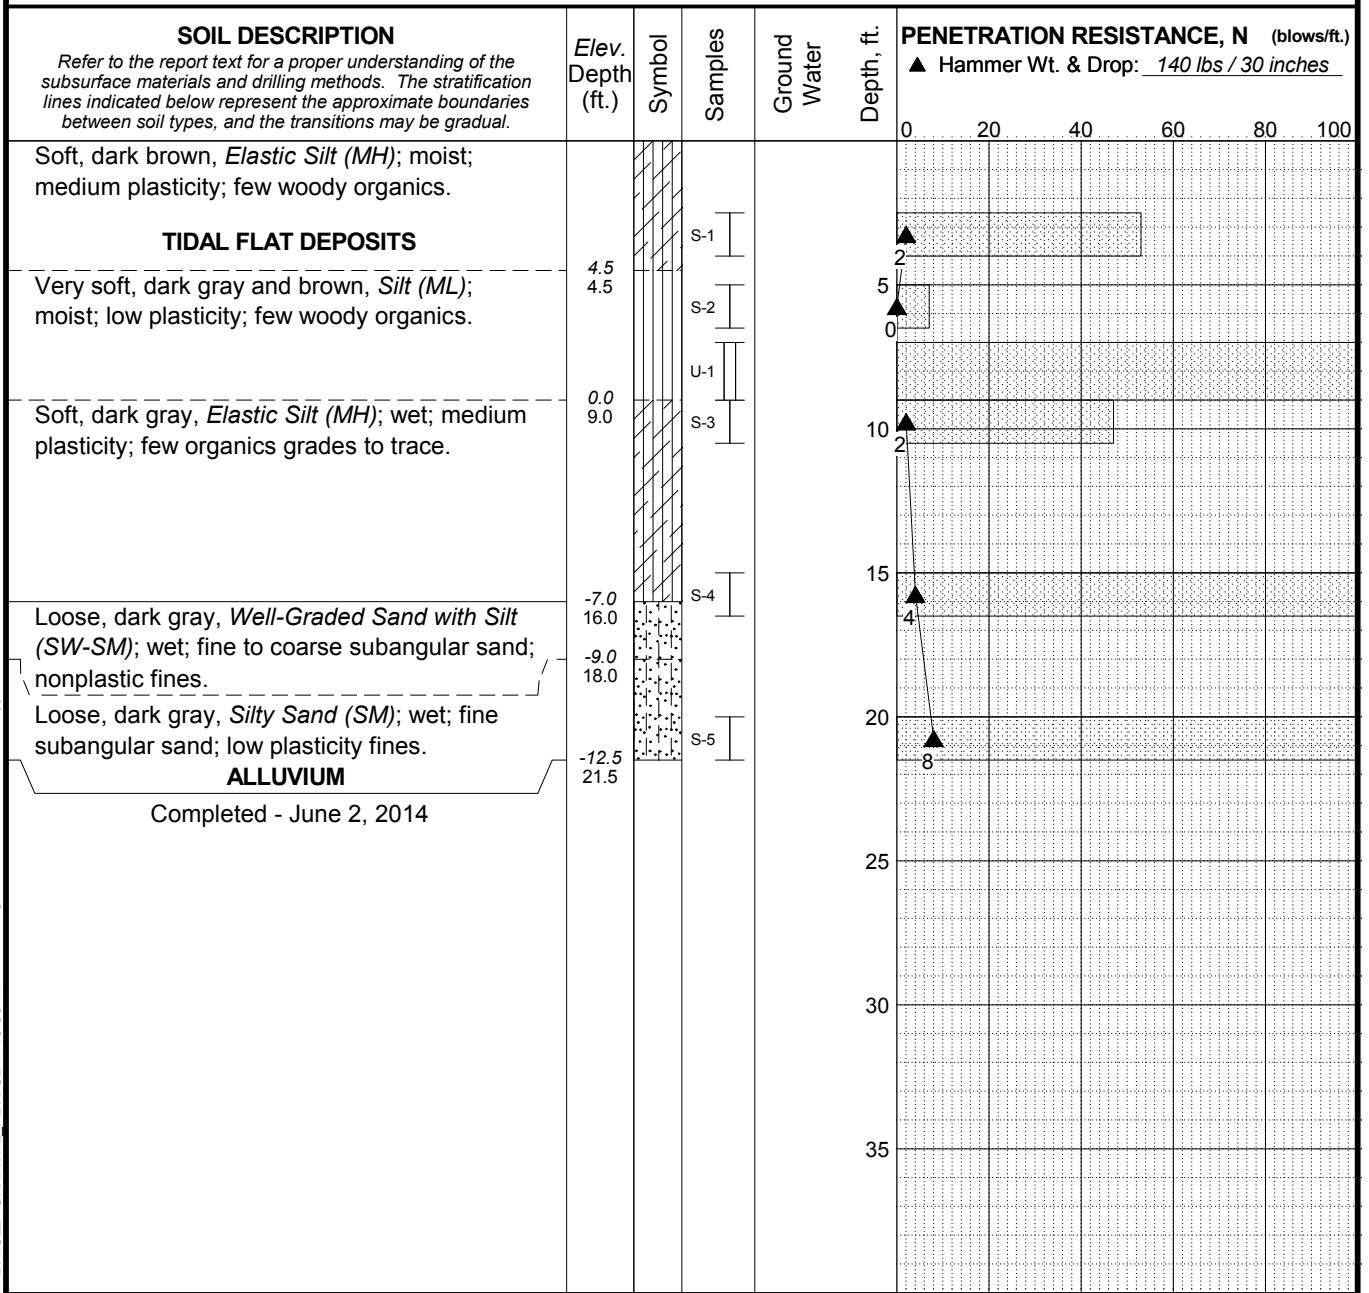 SOIL DESCRIPTION
Refer to the report text for a proper understanding of the
subsurface materials and drilling methods. The stratification
lines indicated below represent the approximate boundaries
between soil types, and the transitions may be gradual.
Elev.
Depth
(ft.)
Symbol
Samples
Ground
Water
Depth, ft.
PENETRATION RESISTANCE, N (blows/ft.)
▲ Hammer Wt. & Drop: 140 lbs / 30 inches
0 20 40 60 80 100
Soft, dark brown, Elastic Silt (MH); moist;
medium plasticity; few woody organics.
TIDAL FLAT DEPOSITS
S-1
2
4.5
4.5
Very soft, dark gray and brown, Silt (ML);
moist; low plasticity; few woody organics.
S-2
5
0
U-1
0.0
9.0
Soft, dark gray, Elastic Silt (MH); wet; medium
plasticity; few organics grades to trace.
S-3
10
2
15
S-4
4
-7.0
16.0
Loose, dark gray, Well-Graded Sand with Silt
(SW-SM); wet; fine to coarse subangular sand;
nonplastic fines.
-9.0
18.0
Loose, dark gray, Silty Sand (SM); wet; fine
subangular sand; low plasticity fines.
ALLUVIUM
20
S-5
8
-12.5
21.5
Completed - June 2, 2014
25
30
35